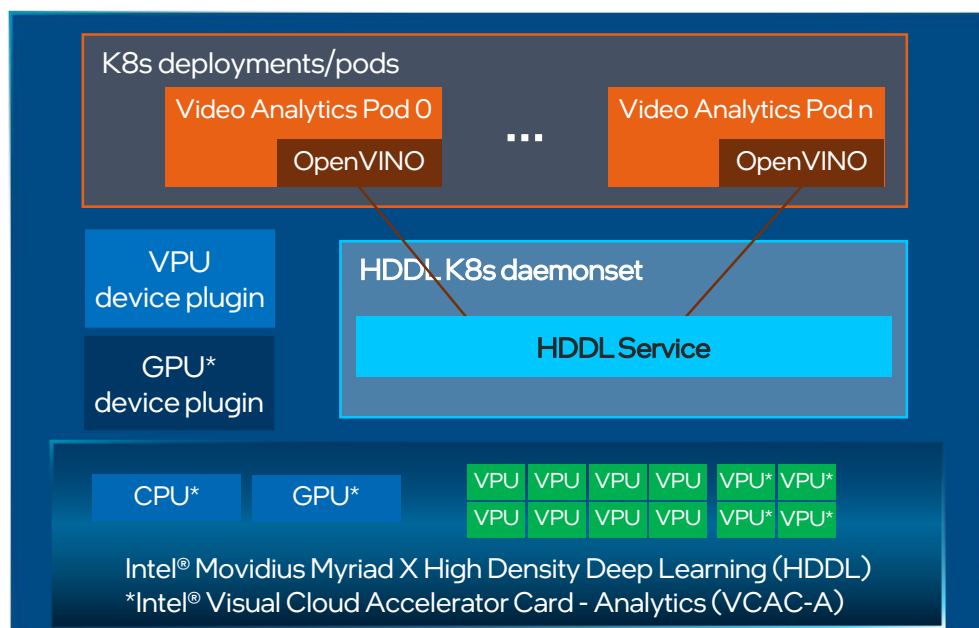 K8s deployments/pods
Video Analytics Pod 0
OpenVINO
...
Video Analytics Pod n
OpenVINO
VPU
device plugin
GPU*
device plugin
HDDL K8s daemonset
HDDL Service
CPU*
GPU*
VPU VPU VPU VPU VPU* VPU*
VPU VPU VPU VPU VPU* VPU*
Intel® Movidius Myriad X High Density Deep Learning (HDDL)
*Intel® Visual Cloud Accelerator Card - Analytics (VCAC-A)